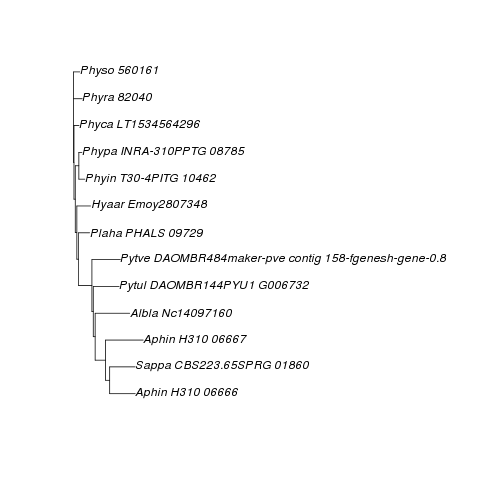 Physo 560161
Phyra 82040
Phyca LT1534564296
Phypa INRA-310PPTG 08785
Phyin T30-4PITG 10462
Hyaar Emoy2807348
Plaha PHALS 09729
Pytve DAOMBR484maker-pve contig 158-fgenesh-gene-0.8
Pytul DAOMBR144PYU1 G006732
Albla Nc14097160
Aphin H310 06667
Sappa CBS223.65SPRG 01860
Aphin H310 06666